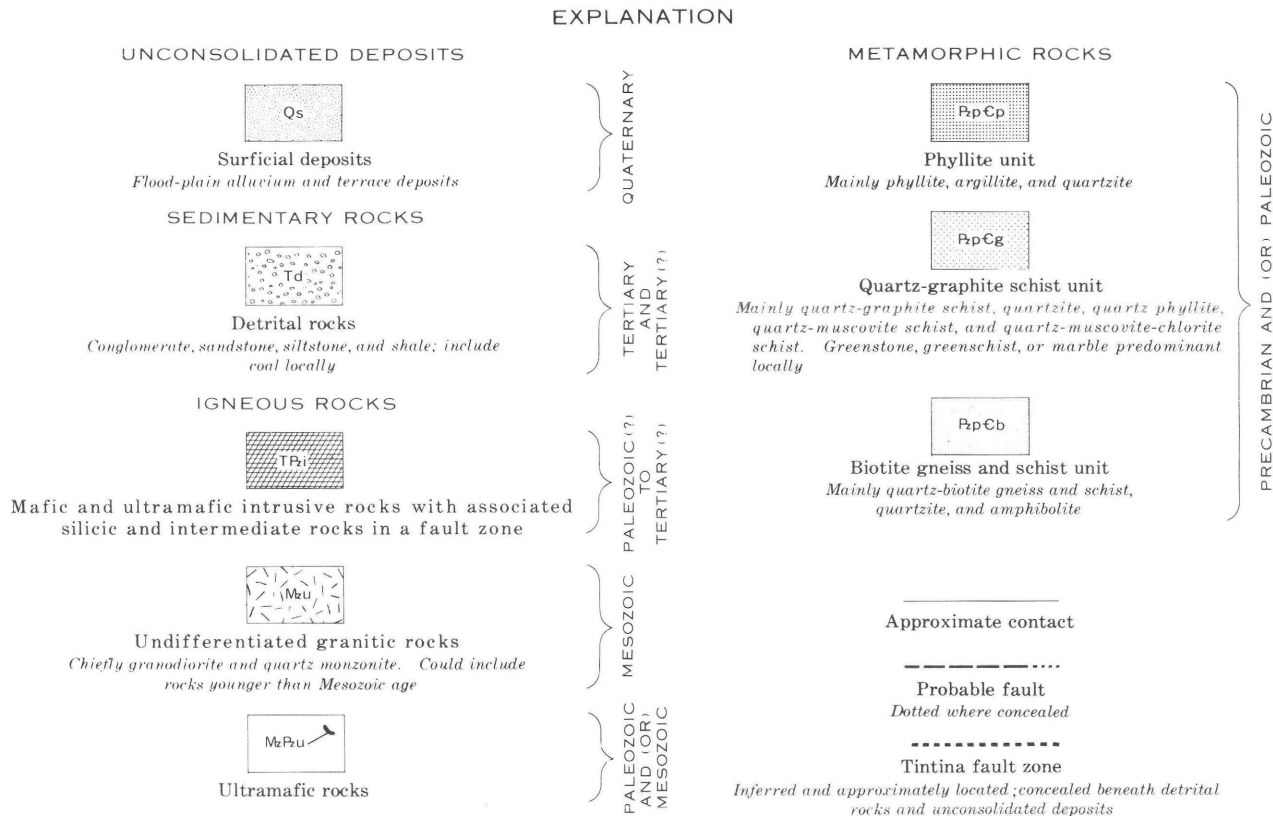 EXPLANATION
UNCONSOLIDATED DEPOSITS
Qs
Surficial deposits
Flood-plain alluvium and terrace deposits
QUATERNARY
SEDIMENTARY ROCKS
Td
Detrital rocks
Conglomerate, sandstone, siltstone, and shale; include
coal locally
TERTIARY
AND
TERTIARY(?)
IGNEOUS ROCKS
TPzi
Mafic and ultramafic intrusive rocks with associated
silicic and intermediate rocks in a fault zone
PALEOZOIC(?)
TO
TERTIARY(?)
Mzu
Undifferentiated granitic rocks
Chiefly granodiorite and quartz monzonite. Could include
rocks younger than Mesozoic age
MESOZOIC
MzPzu
Ultramafic rocks
PALEOZOIC
AND (OR)
MESOZOIC
METAMORPHIC ROCKS
Pzp€p
Phyllite unit
Mainly phyllite, argillite, and quartzite
Pzp€g
Quartz-graphite schist unit
Mainly quartz-graphite schist, quartzite, quartz phyllite,
quartz-muscovite schist, and quartz-muscovite-chlorite
schist. Greenstone, greenschist, or marble predominant
locally
Pzp€b
Biotite gneiss and schist unit
Mainly quartz-biotite gneiss and schist,
quartzite, and amphibolite
PRECAMBRIAN AND (OR) PALEOZOIC
Approximate contact
Probable fault
Dotted where concealed
Tintina fault zone
Inferred and approximately located; concealed beneath detrital
rocks and unconsolidated deposits